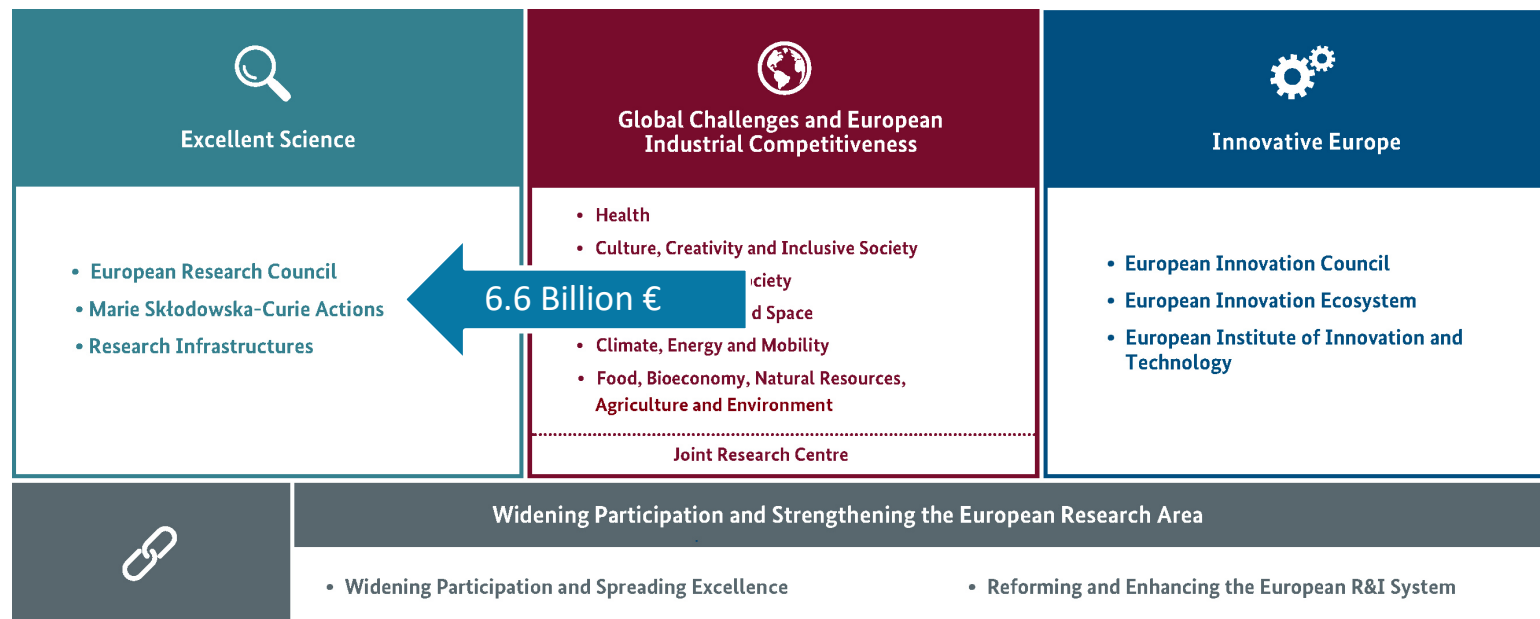 Excellent Science
• European Research Council
• Marie Skłodowska-Curie Actions
• Research Infrastructures
6.6 Billion €
Global Challenges and European
Industrial Competitiveness
• Health
• Culture, Creativity and Inclusive Society
ciety
d Space
• Climate, Energy and Mobility
• Food, Bioeconomy, Natural Resources,
Agriculture and Environment
Joint Research Centre
Innovative Europe
• European Innovation Council
• European Innovation Ecosystem
• European Institute of Innovation and
Technology
Widening Participation and Strengthening the European Research Area
• Widening Participation and Spreading Excellence
• Reforming and Enhancing the European R&I System